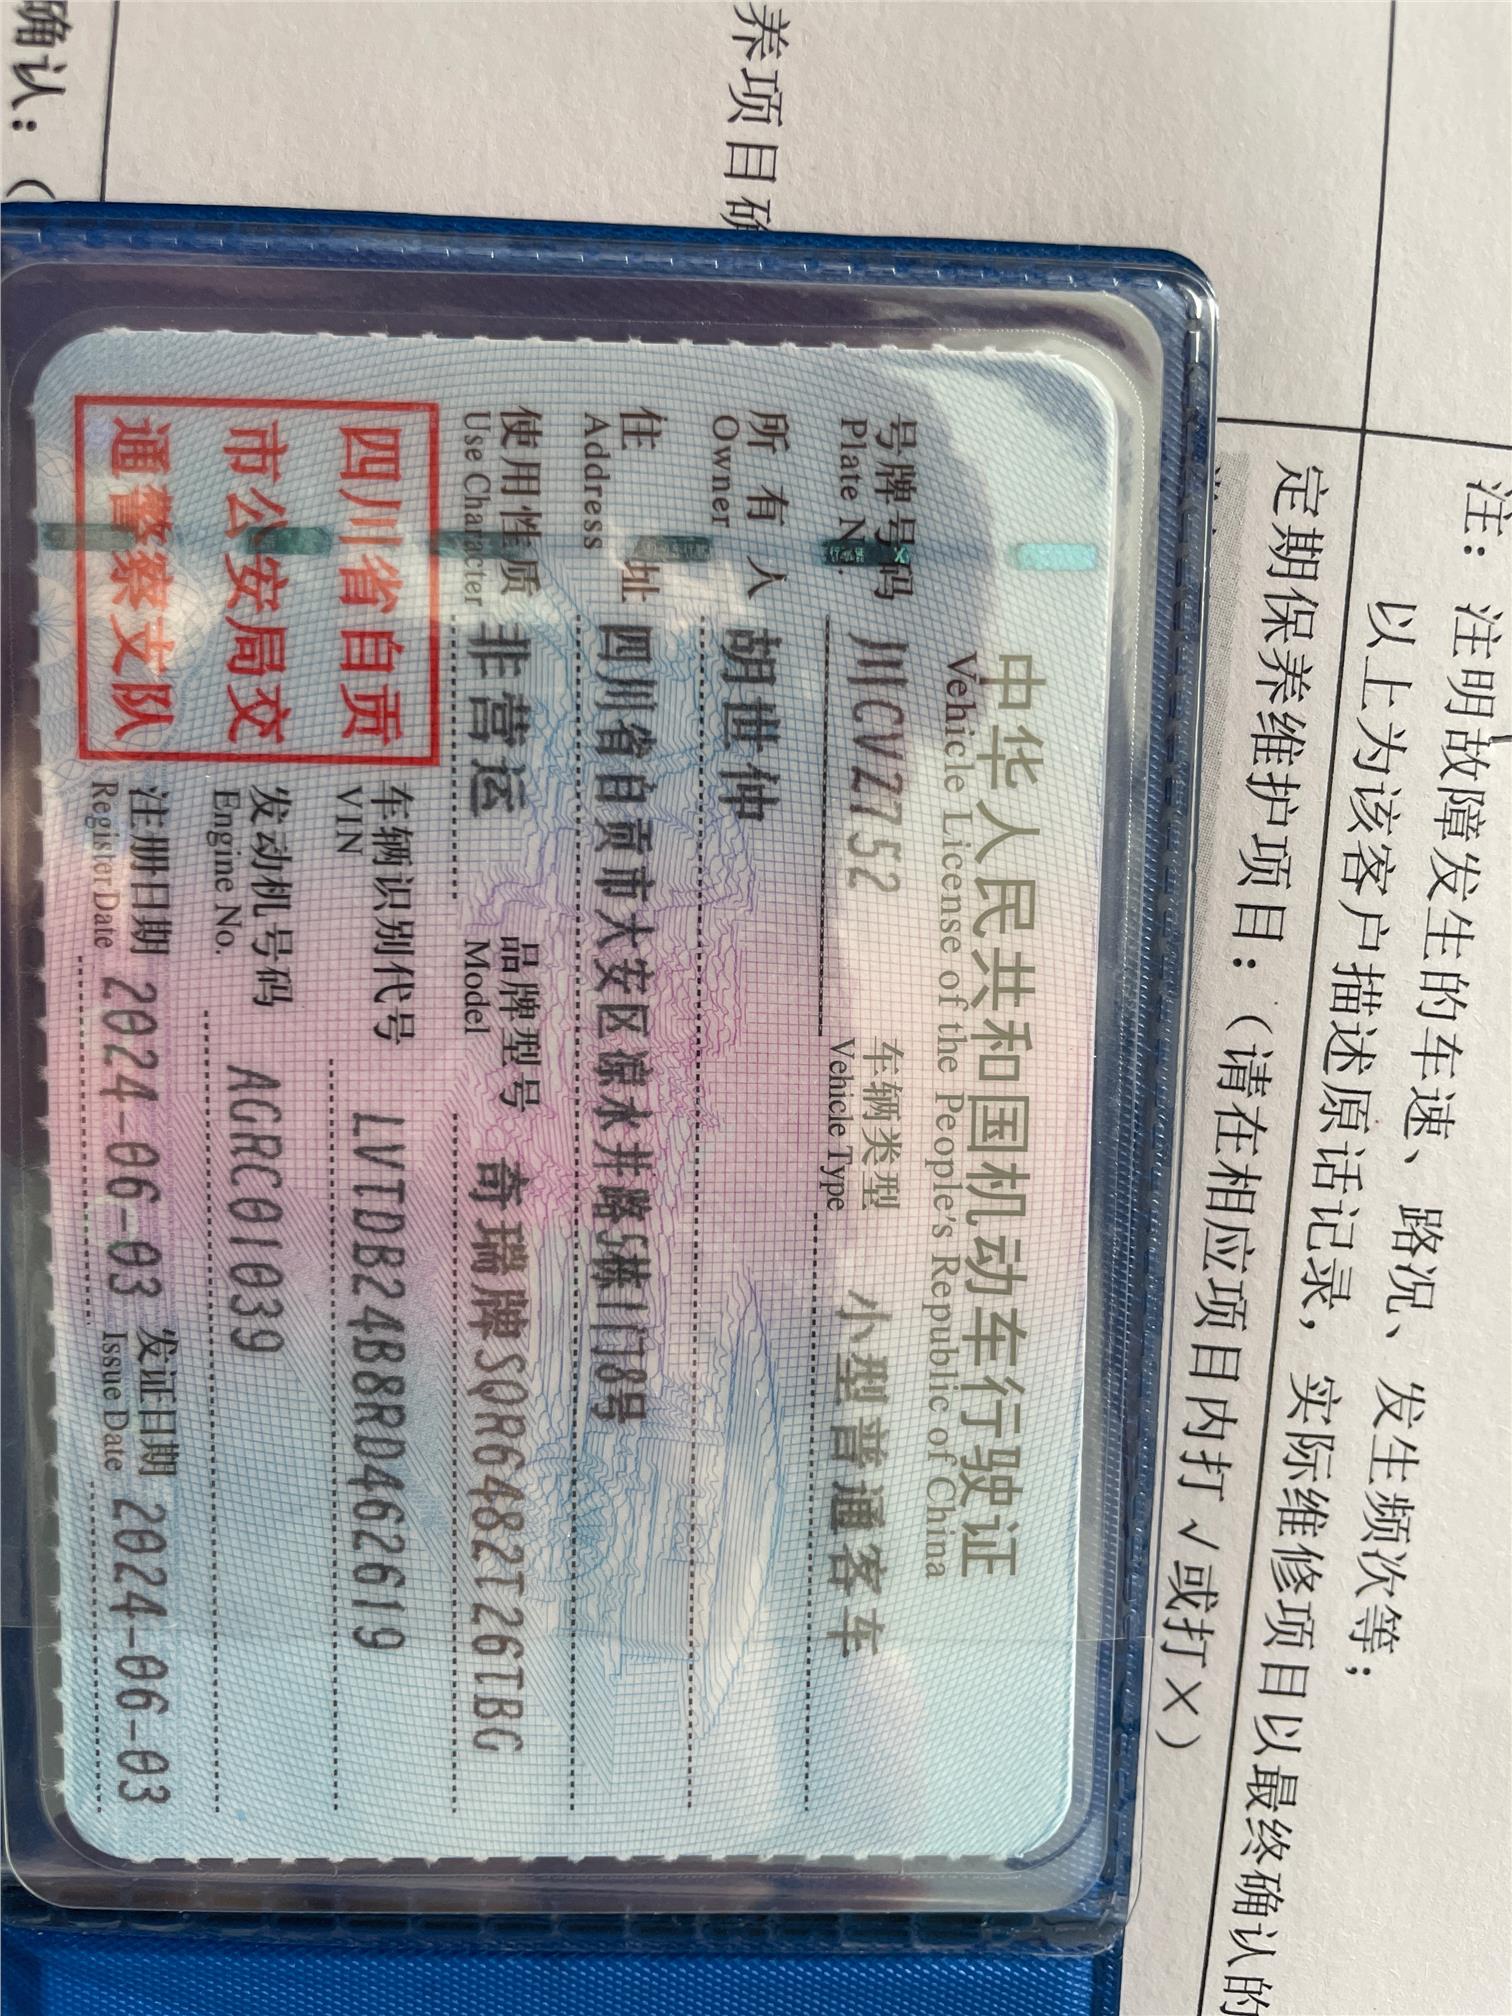 养项目确
确认：（
注：注明故障发生的车速、路况、发生频次等；
以上为该客户描述原话记录，实际维修项目以最终确认的
定期保养维护项目：（请在相应项目内打√或打×）
中华人民共和国机动车行驶证
Vehicle License of the People's Republic of China
号牌号码 川CVZ752 车辆类型 小型普通客车
Plate No. Vehicle Type
所有人 胡世仲
Owner
住址 四川省自贡市大安区凉水井路5栋1门8号
Address
使用性质 非营运 品牌型号 奇瑞牌SQR6482T26TBG
Use Character Model
四川省自贡
市公安局交
通警察支队
车辆识别代号 LVTDB24B8RD462619
VIN
发动机号码 AGRC01039
Engine No.
注册日期 2024-06-03 发证日期 2024-06-03
Register Date Issue Date